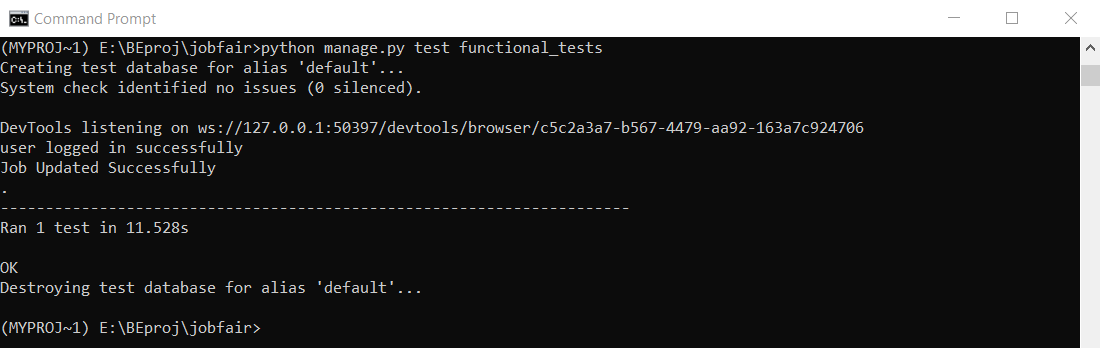 Command Prompt
(MYPROJ~1) E:\BEproj\jobfair>python manage.py test functional_tests
Creating test database for alias 'default'...
System check identified no issues (0 silenced).
DevTools listening on ws://127.0.0.1:50397/devtools/browser/c5c2a3a7-b567-4479-aa92-163a7c924706
user logged in successfully
Job Updated Successfully
.
----------------------------------------------------------------------
Ran 1 test in 11.528s
OK
Destroying test database for alias 'default'...
(MYPROJ~1) E:\BEproj\jobfair>